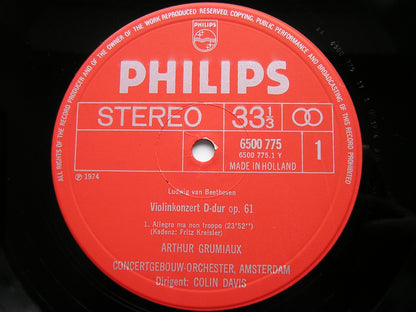 ALL RIGHTS OF THE RECORD PRODUCER AND OF THE OWNER OF THE WORK REPRODUCED RESERVED. COPYING, PUBLIC PERFORMANCE AND BROADCASTING OF THIS RECORD PROHIBITED
PHILIPS
PHILIPS
STEREO 33 1/3
6500 775
6500 775.1 Y
MADE IN HOLLAND
1
Ⓟ 1974
Ludwig van Beethoven
Violinkonzert D-dur op. 61
1. Allegro ma non troppo (23'52'')
(Kadenz: Fritz Kreisler)
ARTHUR GRUMIAUX
CONCERTGEBOUW-ORCHESTER, AMSTERDAM
Dirigent: COLIN DAVIS